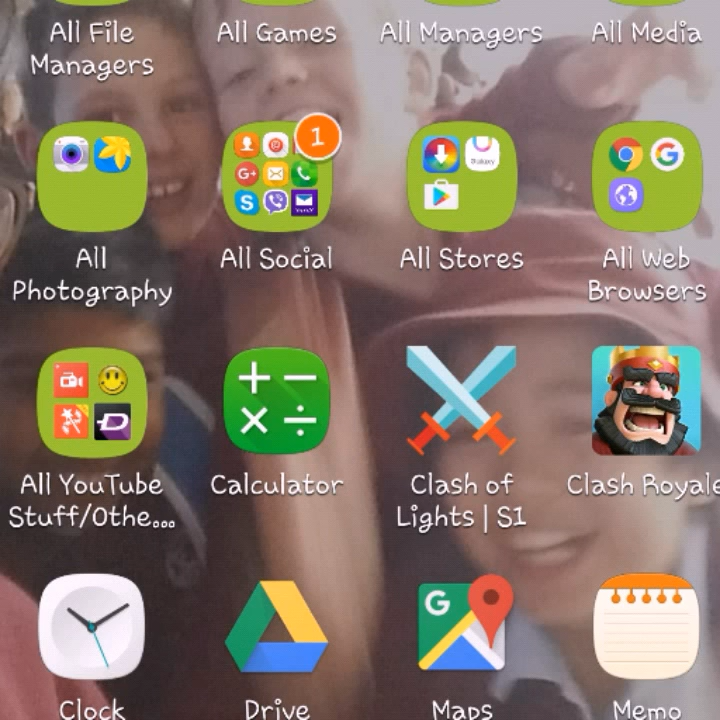 All File
Managers
All Games
All Managers
All Media
1
All
Photography
All Social
All Stores
All Web
Browsers
All YouTube
Stuff/Othe...
Calculator
Clash of
Lights | S1
Clash Royale
Clock
Drive
Maps
Memo